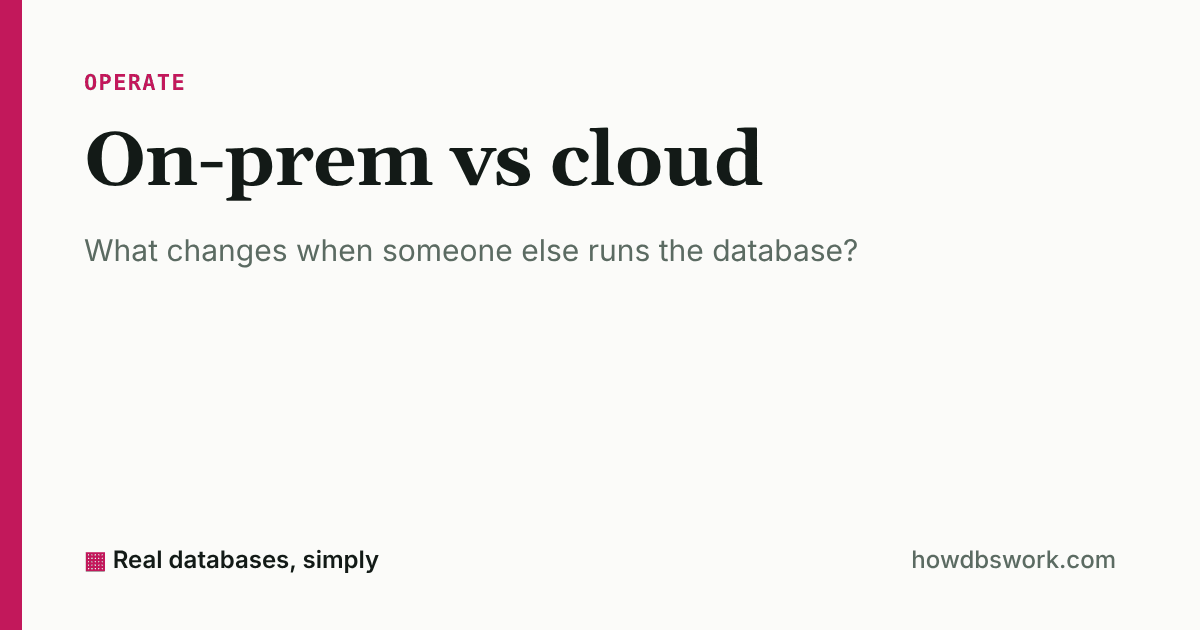 OPERATE
On-prem vs cloud
What changes when someone else runs the database?
Real databases, simply
howdbswork.com